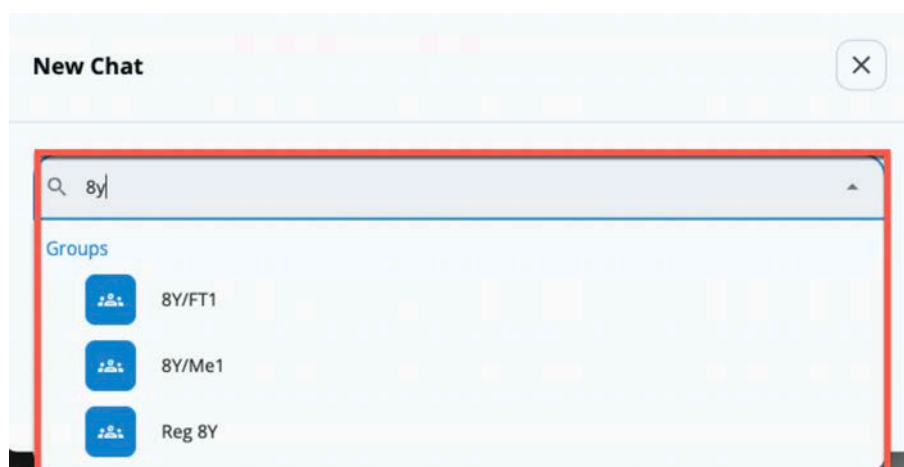 New Chat
8y
Groups
8Y/FT1
8Y/Me1
Reg 8Y